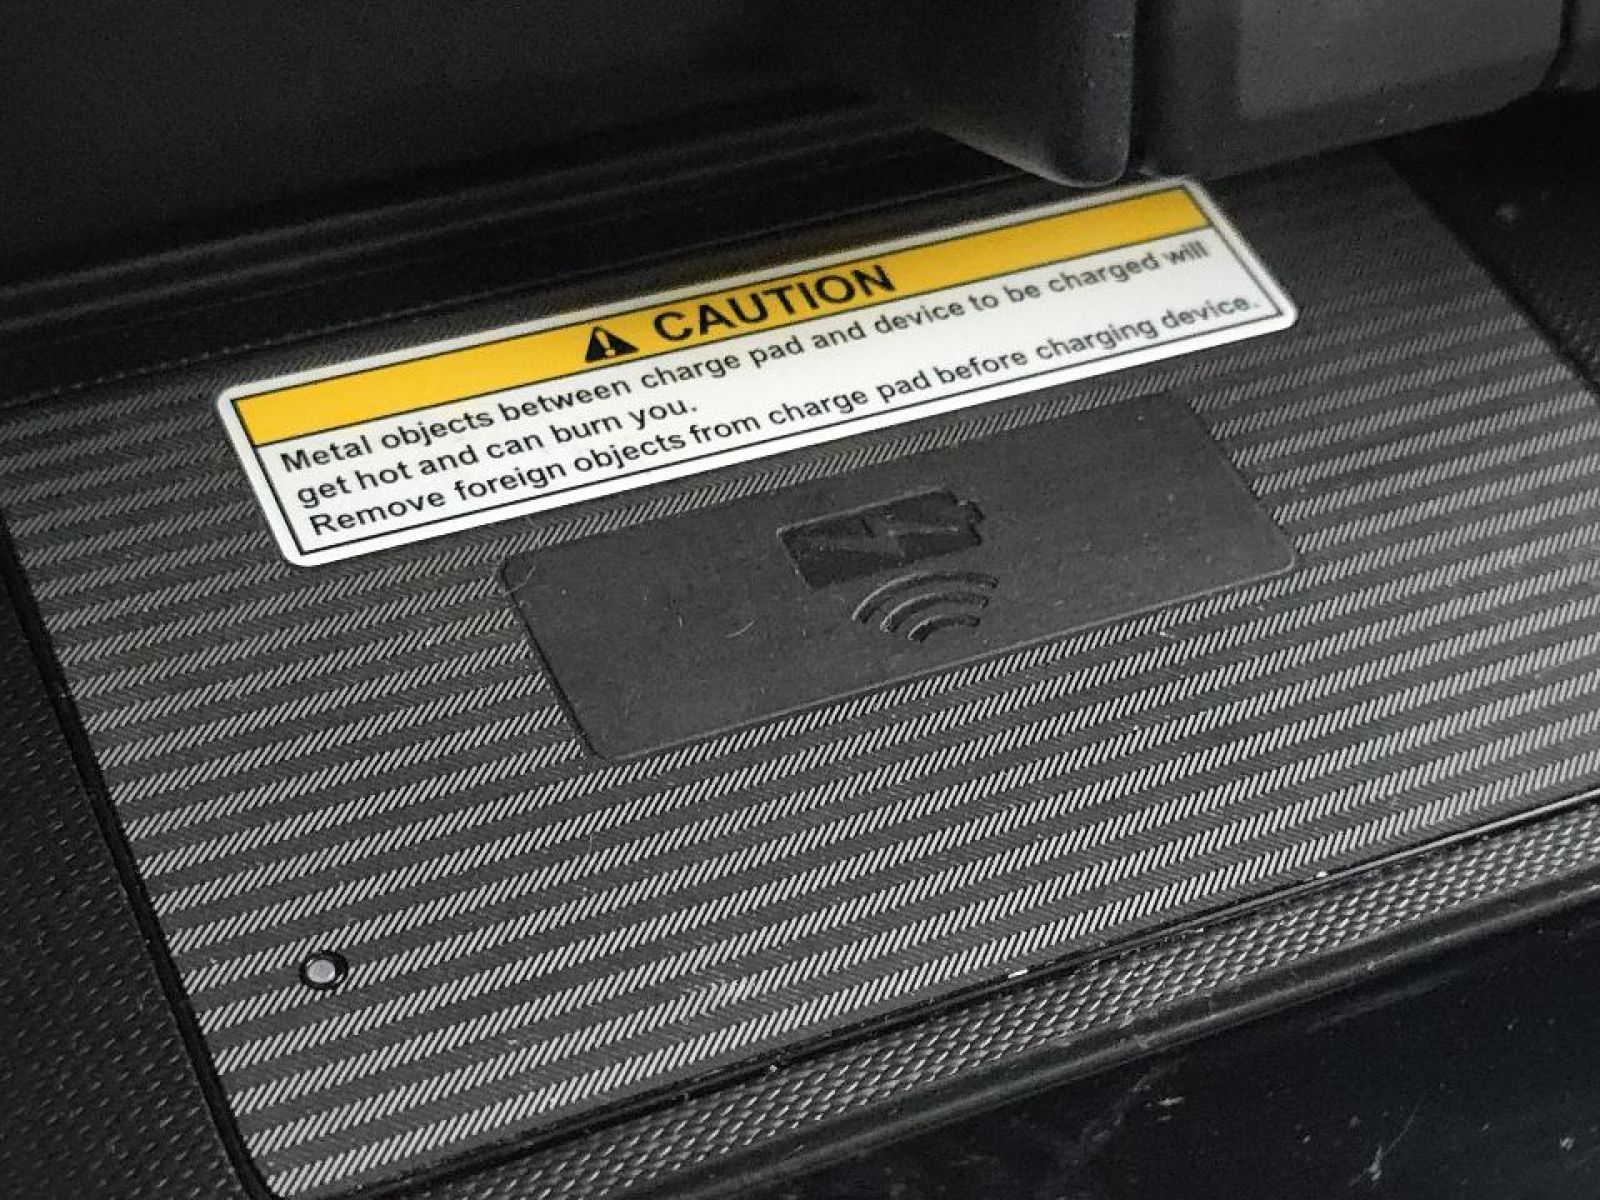 CAUTION
Metal objects between charge pad and device to be charged will
get hot and can burn you.
Remove foreign objects from charge pad before charging device.